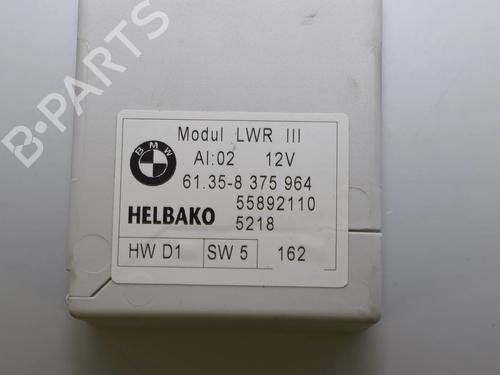 BMW
Modul LWR III
AI:02 12V
61.35-8 375 964
55892110
HELBAKO 5218
HW D1 SW 5 162